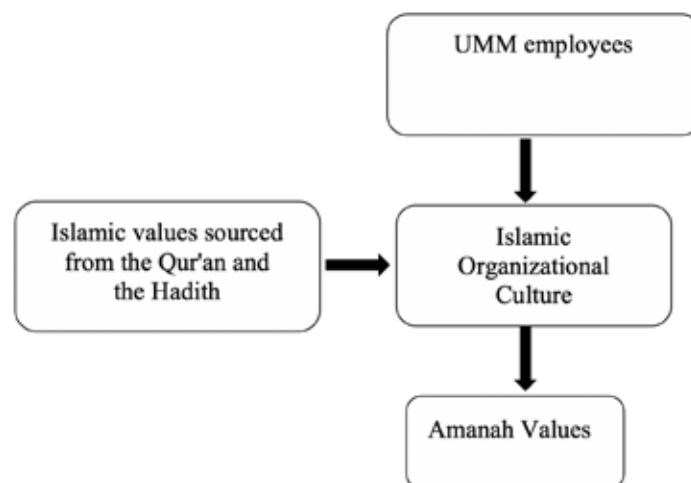 UMM employees
Islamic values sourced
from the Qur'an and
the Hadith
Islamic
Organizational
Culture
Amanah Values